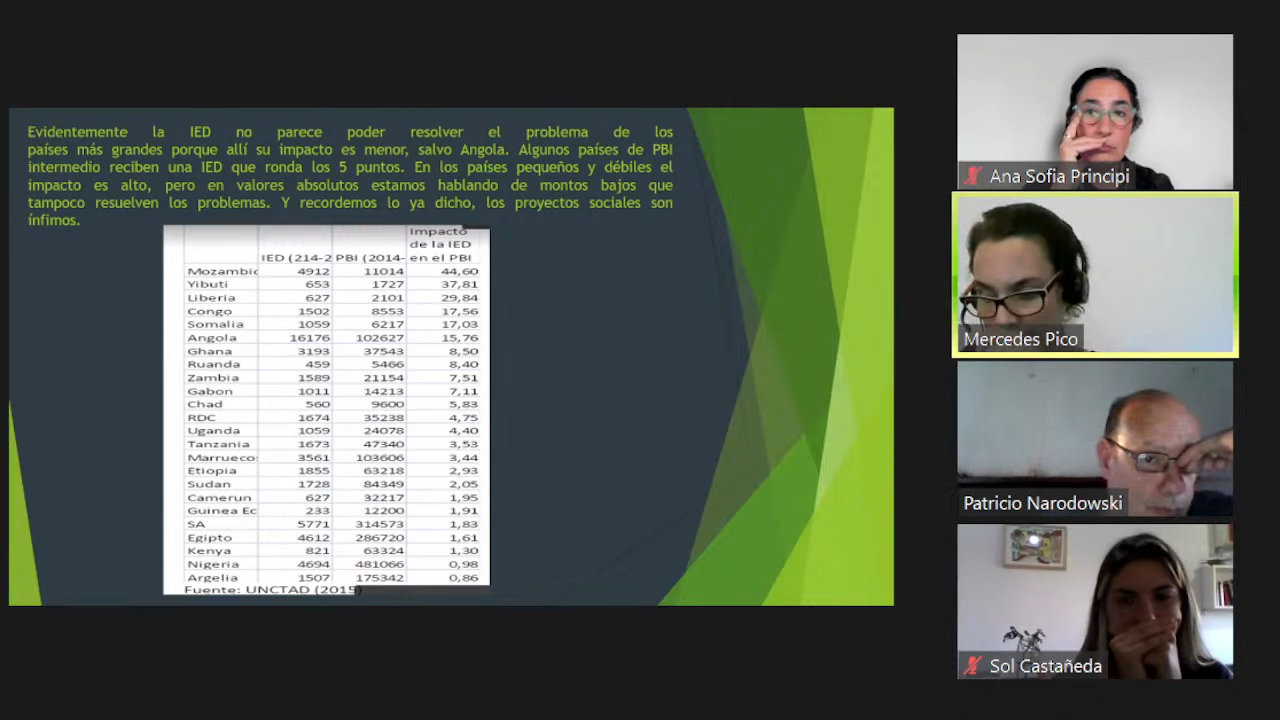 Evidentemente la IED no parece poder resolver el problema de los
países más grandes porque allí su impacto es menor, salvo Angola. Algunos países de PBI
intermedio reciben una IED que ronda los 5 puntos. En los países pequeños y débiles el
impacto es alto, pero en valores absolutos estamos hablando de montos bajos que
tampoco resuelven los problemas. Y recordemos lo ya dicho, los proyectos sociales son
ínfimos.
Impacto
de la IED
IED (214-2 PBI (2014- en el PBI
Mozambic 4912 11014 44,60
Yibuti 653 1727 37,81
Liberia 627 2101 29,84
Congo 1502 8553 17,56
Somalia 1059 6217 17,03
Angola 16176 102627 15,76
Ghana 3193 37543 8,50
Ruanda 459 5466 8,40
Zambia 1589 21154 7,51
Gabon 1011 14213 7,11
Chad 560 9600 5,83
RDC 1674 35238 4,75
Uganda 1059 24078 4,40
Tanzania 1673 47340 3,53
Marrueco 3561 103606 3,44
Etiopia 1855 63218 2,93
Sudan 1728 84349 2,05
Camerun 627 32217 1,95
Guinea Ec 233 12200 1,91
SA 5771 314573 1,83
Egipto 4612 286720 1,61
Kenya 821 63324 1,30
Nigeria 4694 481066 0,98
Argelia 1507 175342 0,86
Fuente: UNCTAD (2015)
Ana Sofia Principi
Mercedes Pico
Patricio Narodowski
Sol Castañeda